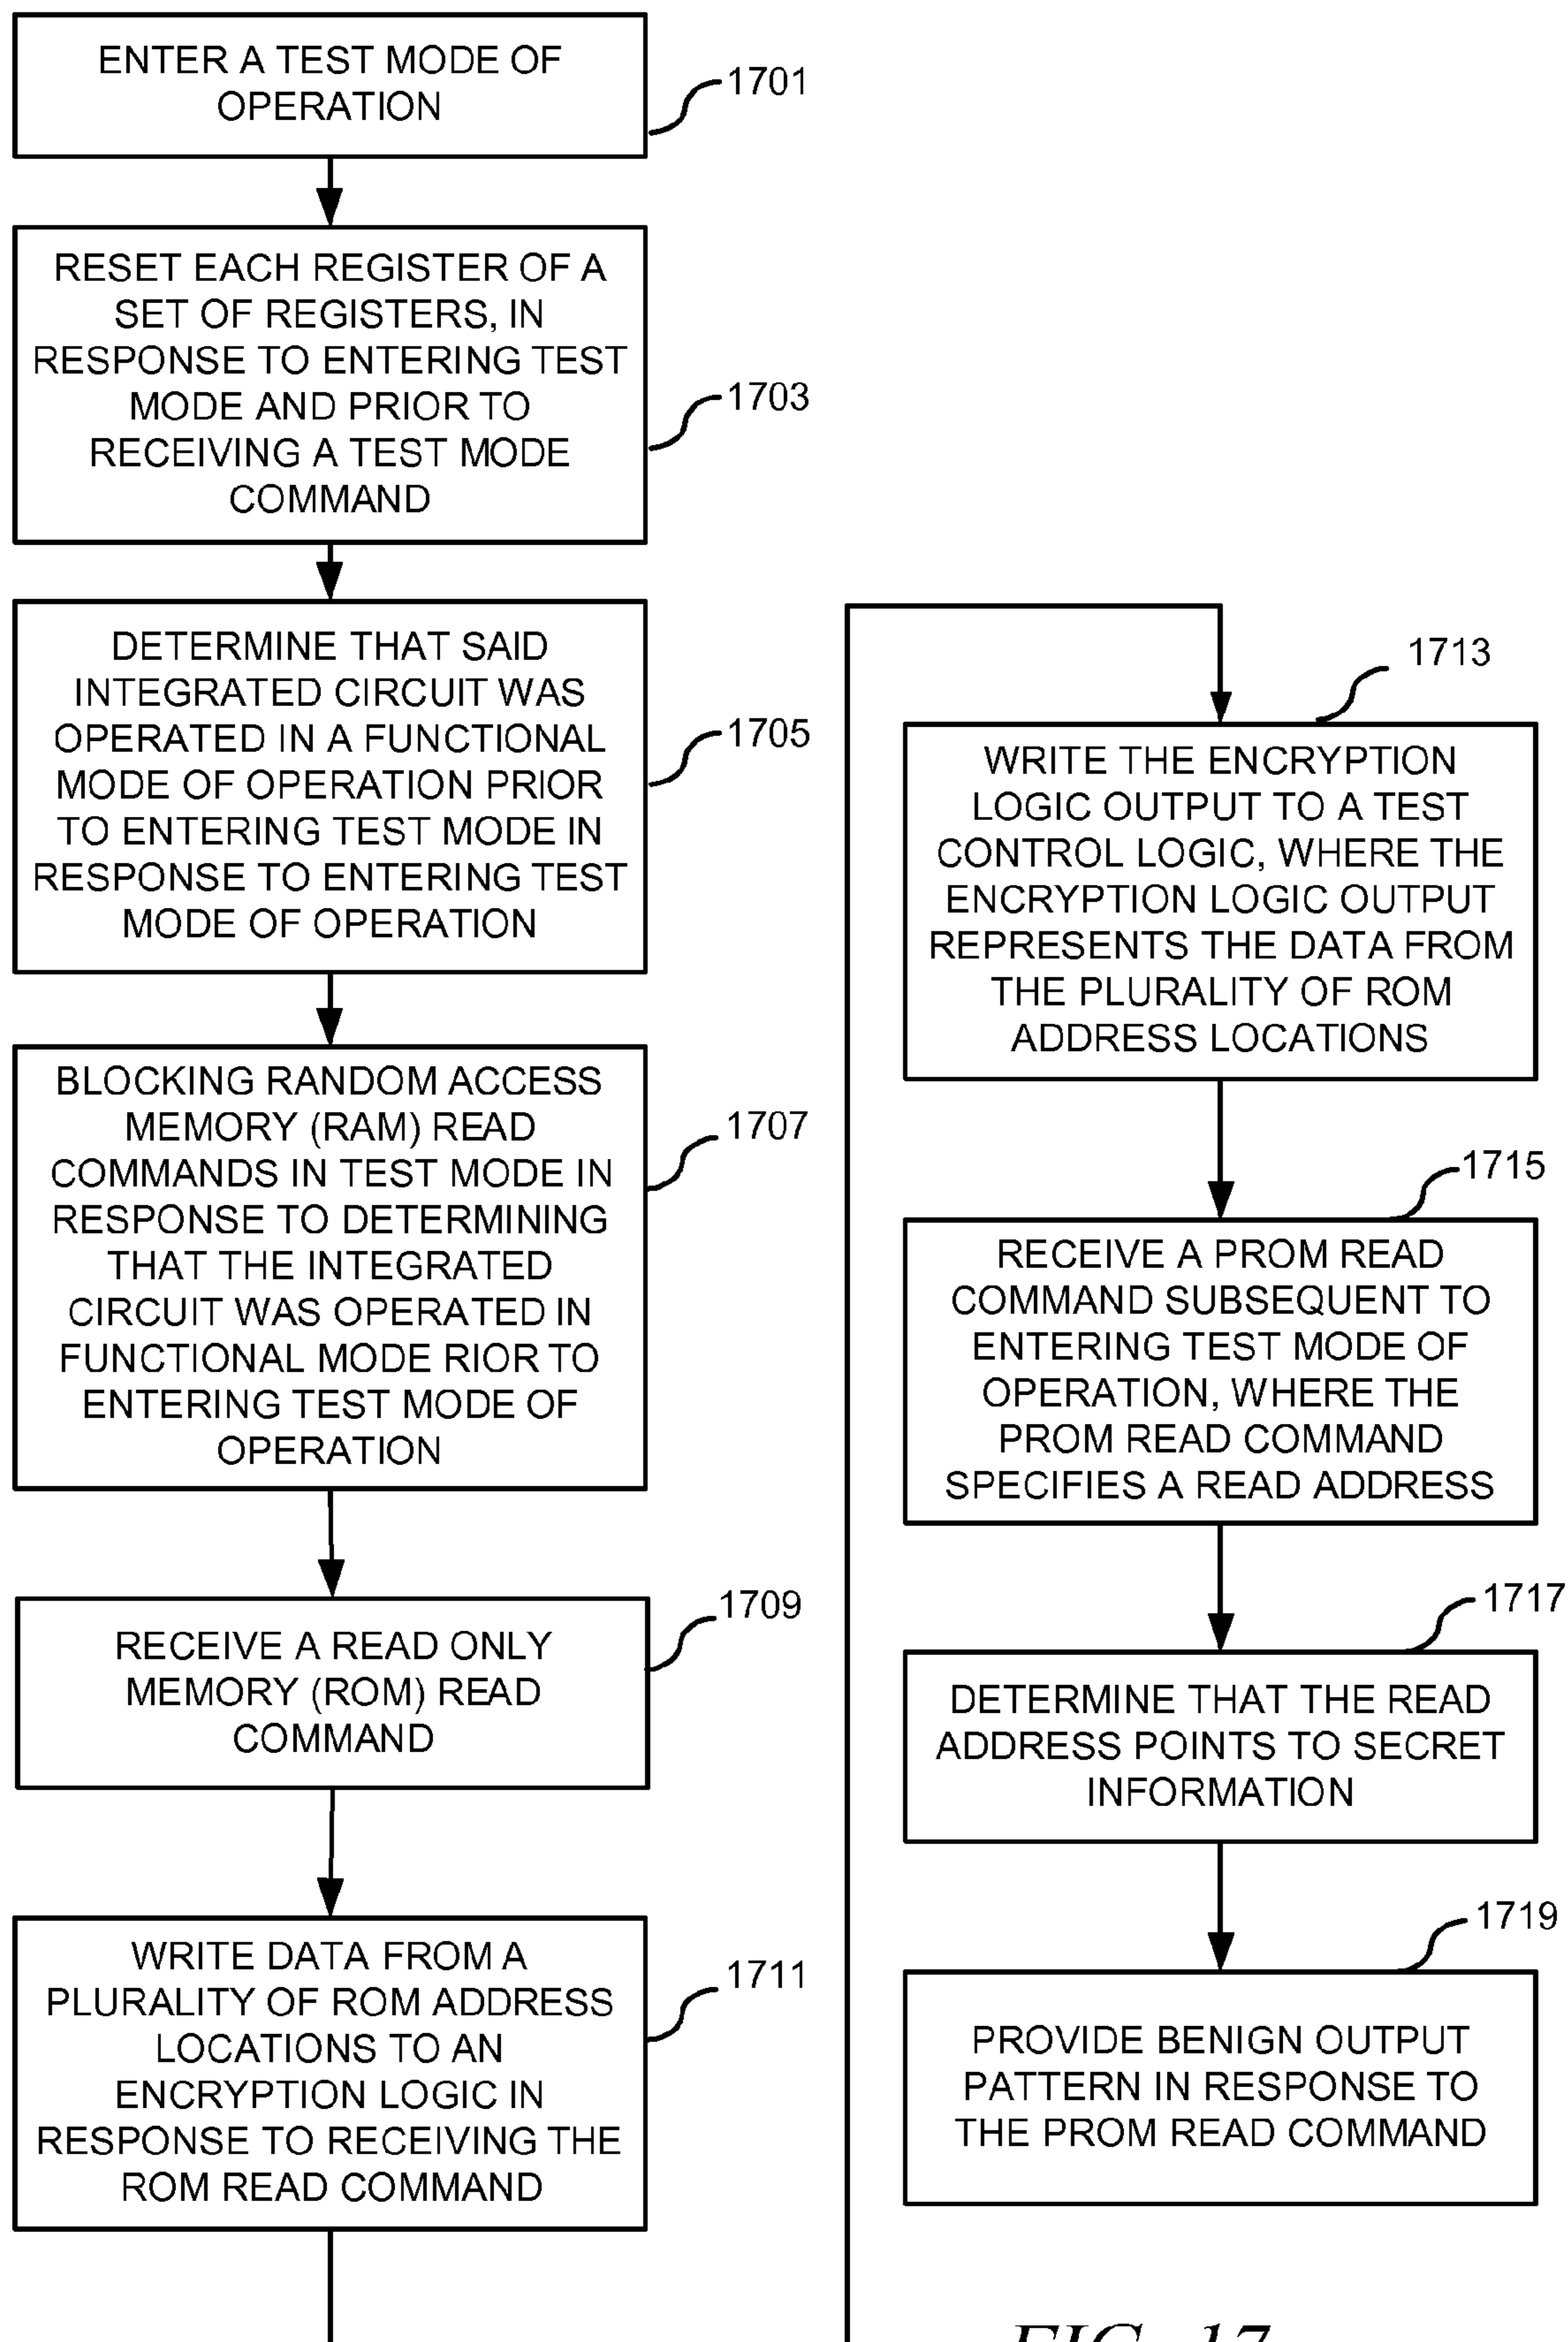 ENTER A TEST MODE OF
OPERATION
1701
RESET EACH REGISTER OF A
SET OF REGISTERS, IN
RESPONSE TO ENTERING TEST
MODE AND PRIOR TO
RECEIVING A TEST MODE
COMMAND
1703
DETERMINE THAT SAID
INTEGRATED CIRCUIT WAS
OPERATED IN A FUNCTIONAL
MODE OF OPERATION PRIOR
TO ENTERING TEST MODE IN
RESPONSE TO ENTERING TEST
MODE OF OPERATION
1705
BLOCKING RANDOM ACCESS
MEMORY (RAM) READ
COMMANDS IN TEST MODE IN
RESPONSE TO DETERMINING
THAT THE INTEGRATED
CIRCUIT WAS OPERATED IN
FUNCTIONAL MODE RIOR TO
ENTERING TEST MODE OF
OPERATION
1707
RECEIVE A READ ONLY
MEMORY (ROM) READ
COMMAND
1709
WRITE DATA FROM A
PLURALITY OF ROM ADDRESS
LOCATIONS TO AN
ENCRYPTION LOGIC IN
RESPONSE TO RECEIVING THE
ROM READ COMMAND
1711
1713
WRITE THE ENCRYPTION
LOGIC OUTPUT TO A TEST
CONTROL LOGIC, WHERE THE
ENCRYPTION LOGIC OUTPUT
REPRESENTS THE DATA FROM
THE PLURALITY OF ROM
ADDRESS LOCATIONS
1715
RECEIVE A PROM READ
COMMAND SUBSEQUENT TO
ENTERING TEST MODE OF
OPERATION, WHERE THE
PROM READ COMMAND
SPECIFIES A READ ADDRESS
1717
DETERMINE THAT THE READ
ADDRESS POINTS TO SECRET
INFORMATION
1719
PROVIDE BENIGN OUTPUT
PATTERN IN RESPONSE TO
THE PROM READ COMMAND
FIG. 17